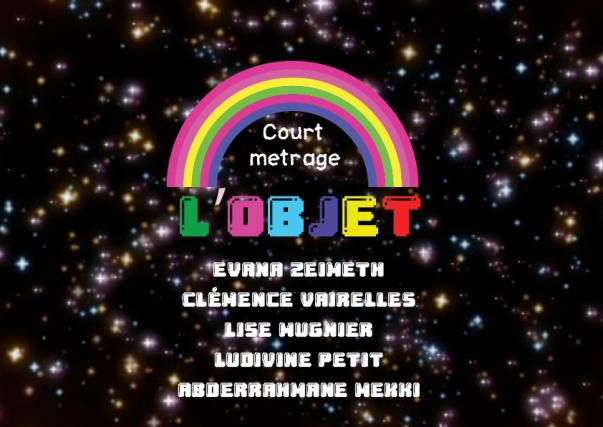 Court
metrage
L'OBJET
EVANA ZEIMETH
CLÉMENCE VAIRELLES
LISE MUGNIER
LUDIVINE PETIT
ABDERRAHMANE MEKKI